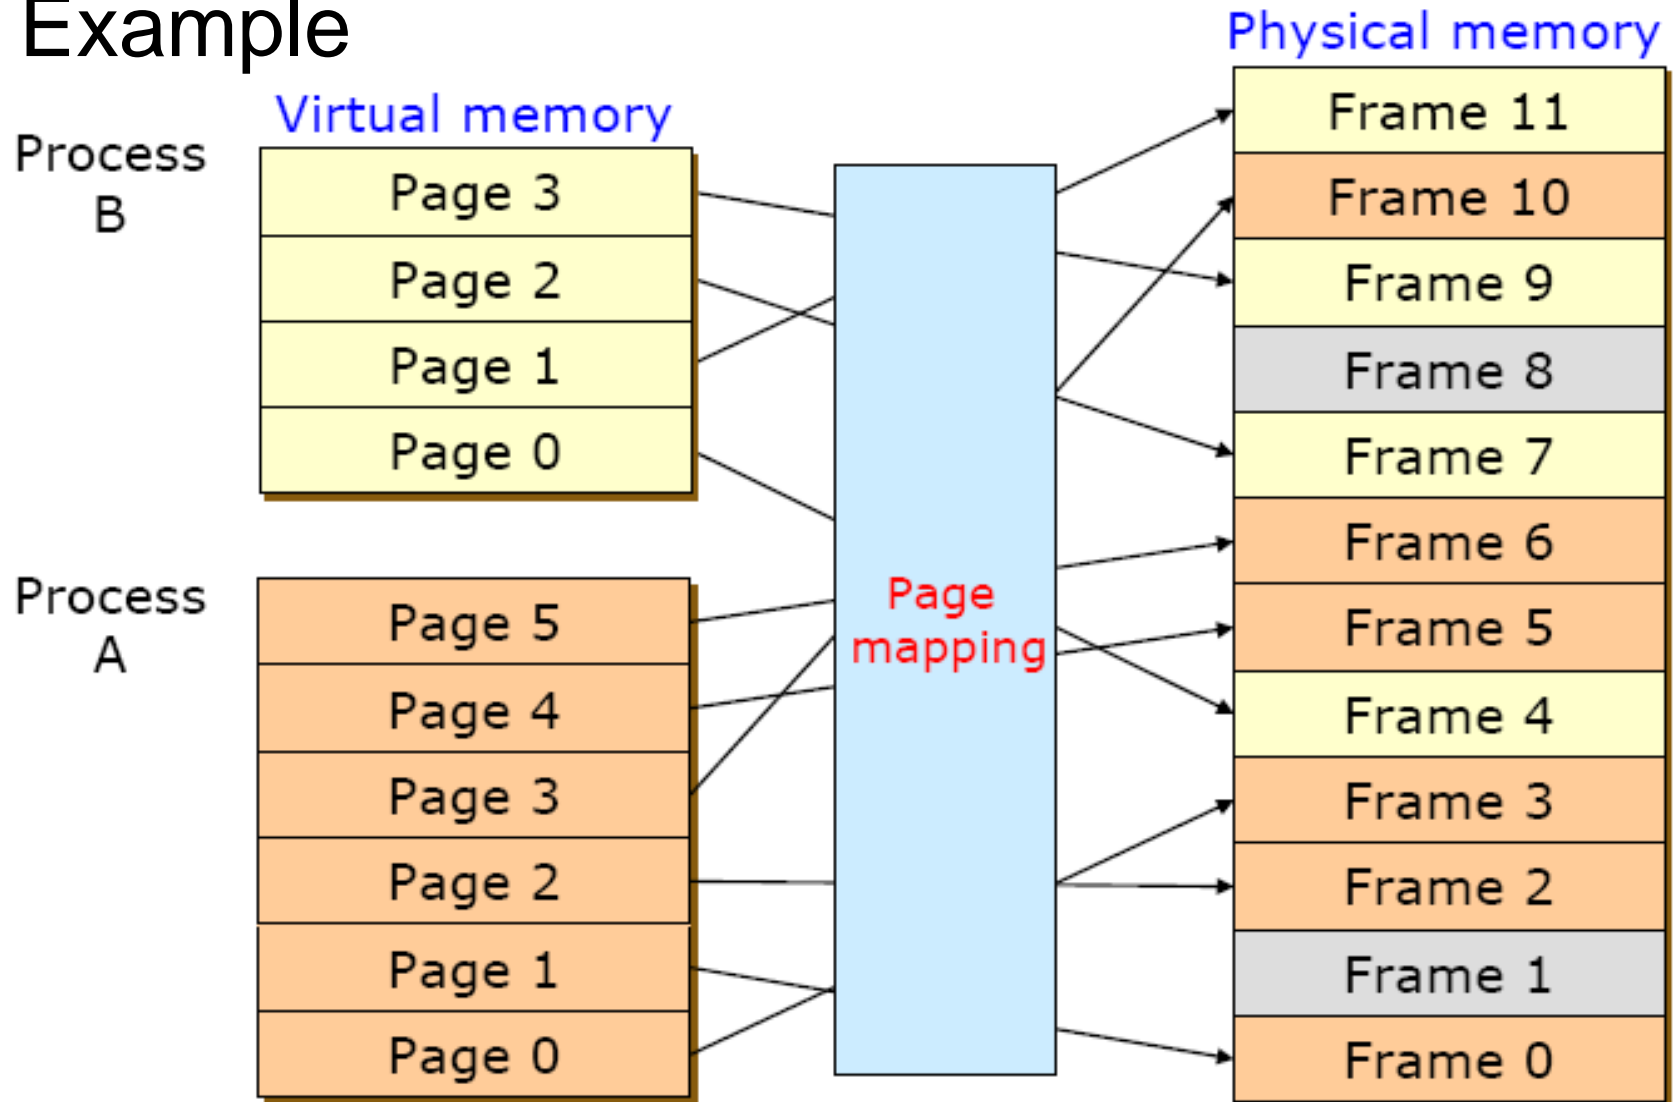 Example
Virtual memory
Process
B
Page 3
Page 2
Page 1
Page 0
Process
A
Page 5
Page 4
Page 3
Page 2
Page 1
Page 0
Page
mapping
Physical memory
Frame 11
Frame 10
Frame 9
Frame 8
Frame 7
Frame 6
Frame 5
Frame 4
Frame 3
Frame 2
Frame 1
Frame 0